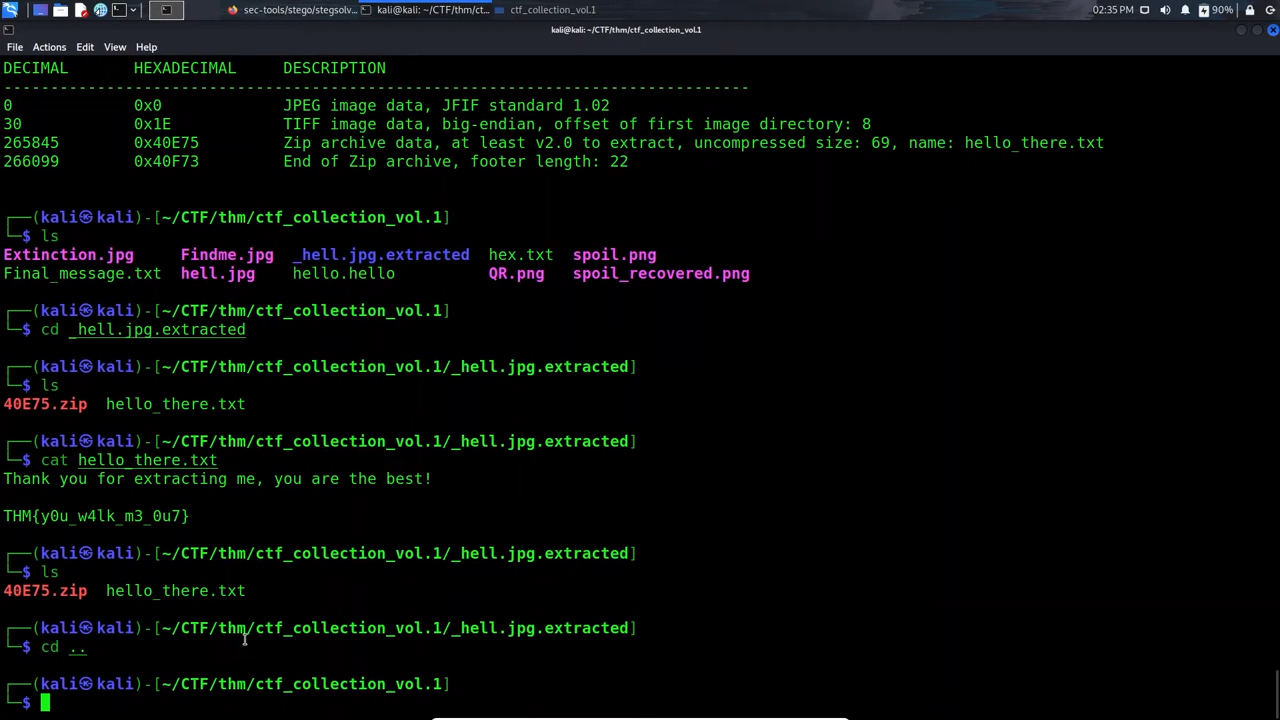 sec-tools/stego/stegsolv...
kali@kali: ~/CTF/thm/ct...
ctf_collection_vol.1
02:35 PM
90%
kali@kali: ~/CTF/thm/ctf_collection_vol.1
File Actions Edit View Help
DECIMAL HEXADECIMAL DESCRIPTION
--------------------------------------------------------------------------------
0 0x0 JPEG image data, JFIF standard 1.02
30 0x1E TIFF image data, big-endian, offset of first image directory: 8
265845 0x40E75 Zip archive data, at least v2.0 to extract, uncompressed size: 69, name: hello_there.txt
266099 0x40F73 End of Zip archive, footer length: 22
┌──(kali㉿kali)-[~/CTF/thm/ctf_collection_vol.1]
└─$ ls
Extinction.jpg Findme.jpg _hell.jpg.extracted hex.txt spoil.png
Final_message.txt hell.jpg hello.hello QR.png spoil_recovered.png
┌──(kali㉿kali)-[~/CTF/thm/ctf_collection_vol.1]
└─$ cd _hell.jpg.extracted
┌──(kali㉿kali)-[~/CTF/thm/ctf_collection_vol.1/_hell.jpg.extracted]
└─$ ls
40E75.zip hello_there.txt
┌──(kali㉿kali)-[~/CTF/thm/ctf_collection_vol.1/_hell.jpg.extracted]
└─$ cat hello_there.txt
Thank you for extracting me, you are the best!
THM{y0u_w4lk_m3_0u7}
┌──(kali㉿kali)-[~/CTF/thm/ctf_collection_vol.1/_hell.jpg.extracted]
└─$ ls
40E75.zip hello_there.txt
┌──(kali㉿kali)-[~/CTF/thm/ctf_collection_vol.1/_hell.jpg.extracted]
└─$ cd ..
┌──(kali㉿kali)-[~/CTF/thm/ctf_collection_vol.1]
└─$